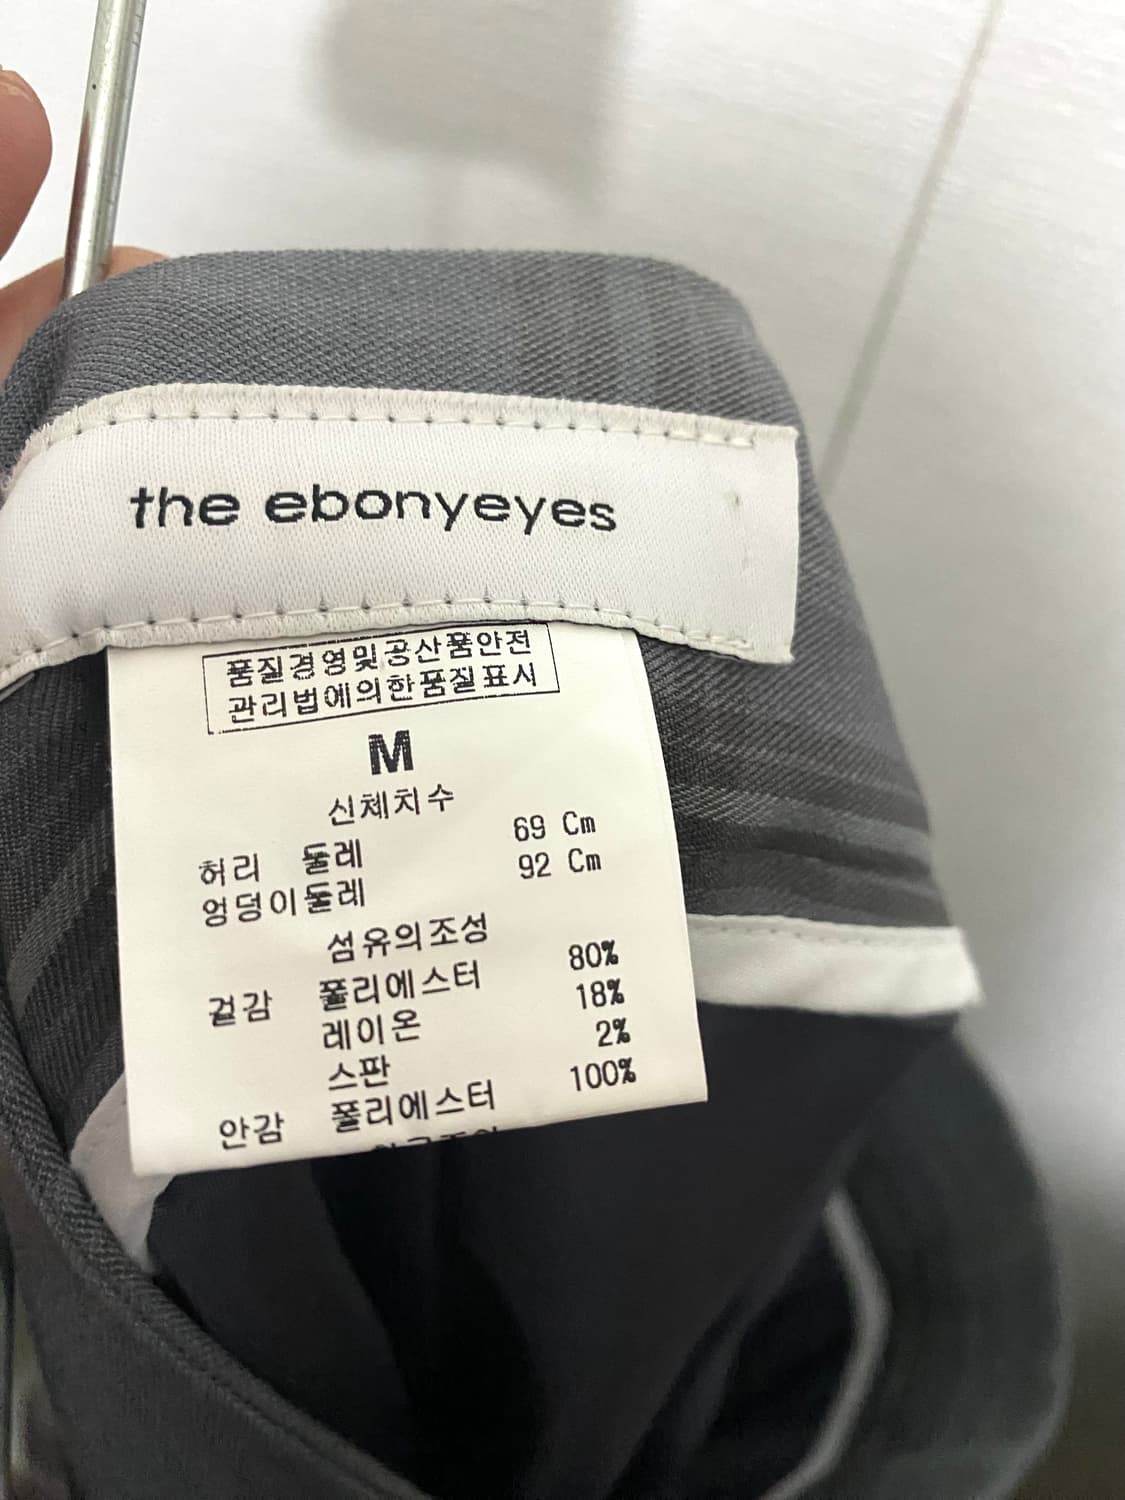 the ebonyeyes
품질경영및공산품안전
관리법에의한품질표시
M
신체치수
허리 둘레 69 Cm
엉덩이둘레 92 Cm
섬유의조성
겉감 폴리에스터 80%
레이온 18%
스판 2%
안감 폴리에스터 100%